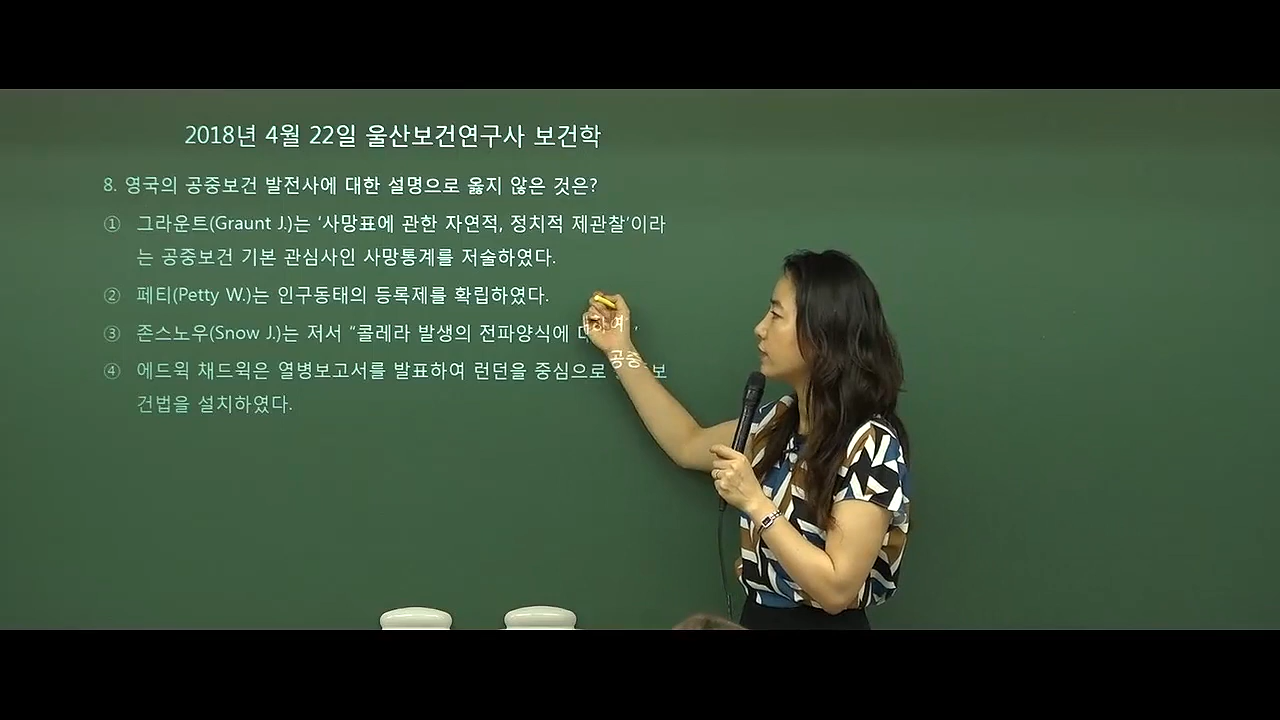 2018년 4월 22일 울산보건연구사 보건학
8. 영국의 공중보건 발전사에 대한 설명으로 옳지 않은 것은?
① 그라운트(Graunt J.)는 ‘사망표에 관한 자연적, 정치적 제관찰’이라
는 공중보건 기본 관심사인 사망통계를 저술하였다.
② 페티(Petty W.)는 인구동태의 등록제를 확립하였다.
③ 존스노우(Snow J.)는 저서 “콜레라 발생의 전파양식에 대하여”,
④ 에드윅 채드윅은 열병보고서를 발표하여 런던을 중심으로 공중보
건법을 설치하였다.